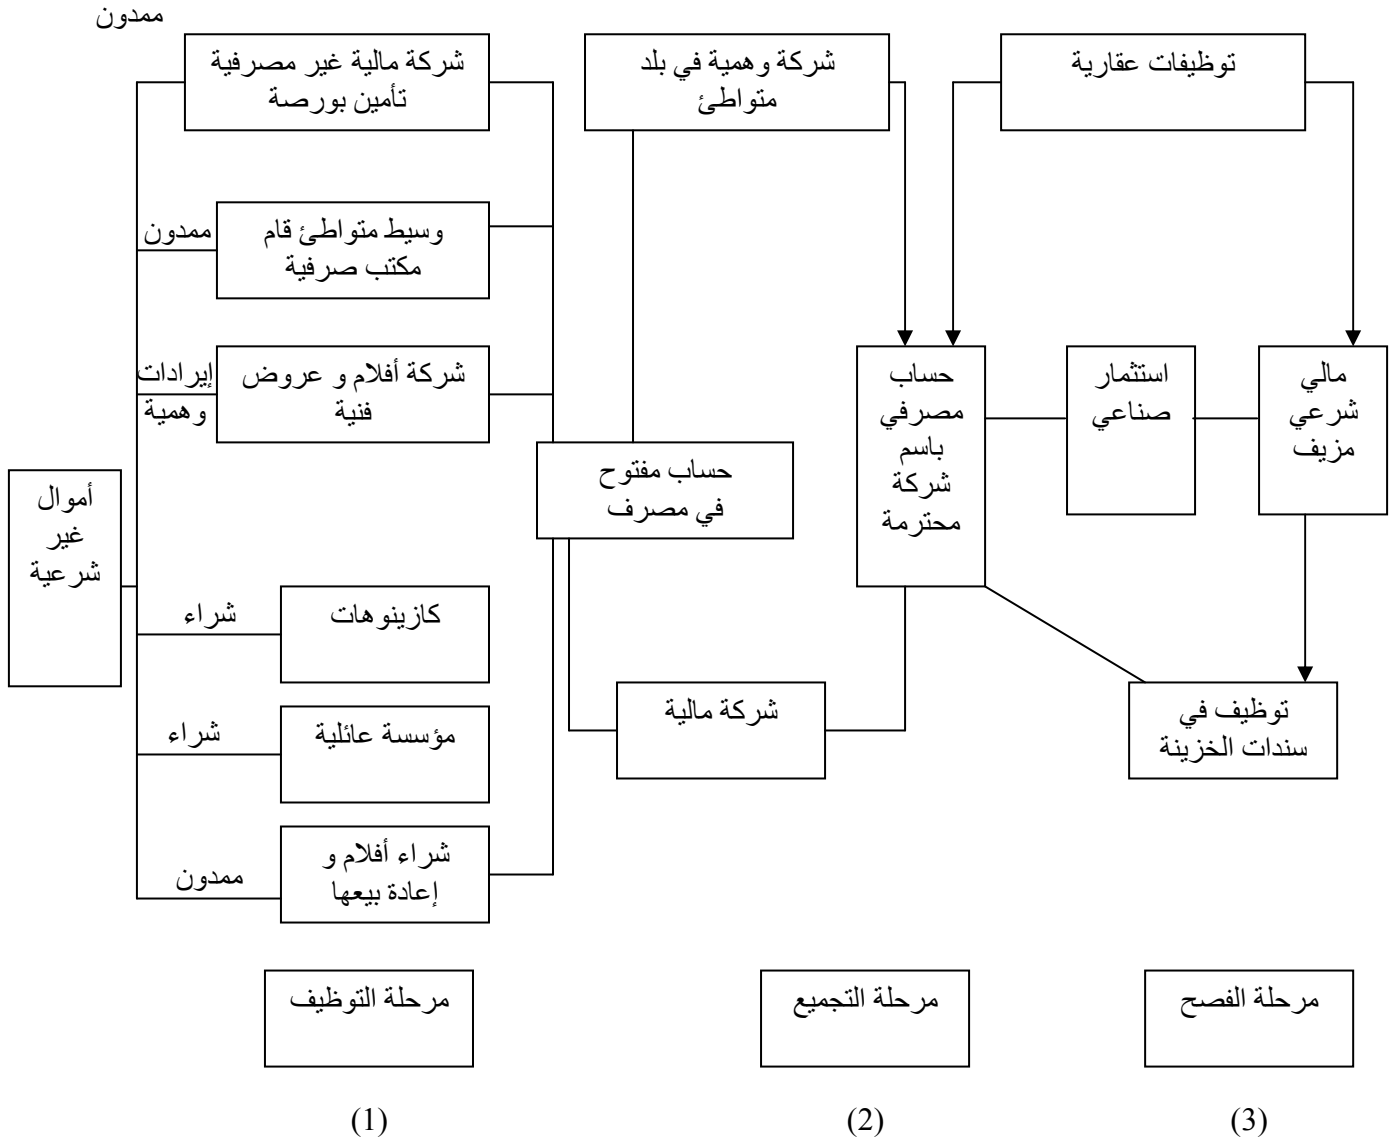 ممدون
شركة مالية غير مصرفية
تأمين بورصة
شركة وهمية في بلد
متواطئ
توظيفات عقارية
ممدون
وسيط متواطئ قام
مكتب صرفية
إيرادات
وهمية
شركة أفلام و عروض
فنية
حساب
مصرفي
باسم
شركة
محترمة
استثمار
صناعي
مالي
شرعي
مزيف
حساب مفتوح
في مصرف
أموال
غير
شرعية
شراء
كازينوهات
شراء
مؤسسة عائلية
شركة مالية
توظيف في
سندات الخزينة
ممدون
شراء أفلام و
إعادة بيعها
مرحلة التوظيف
مرحلة التجميع
مرحلة الفصح
(1)
(2)
(3)